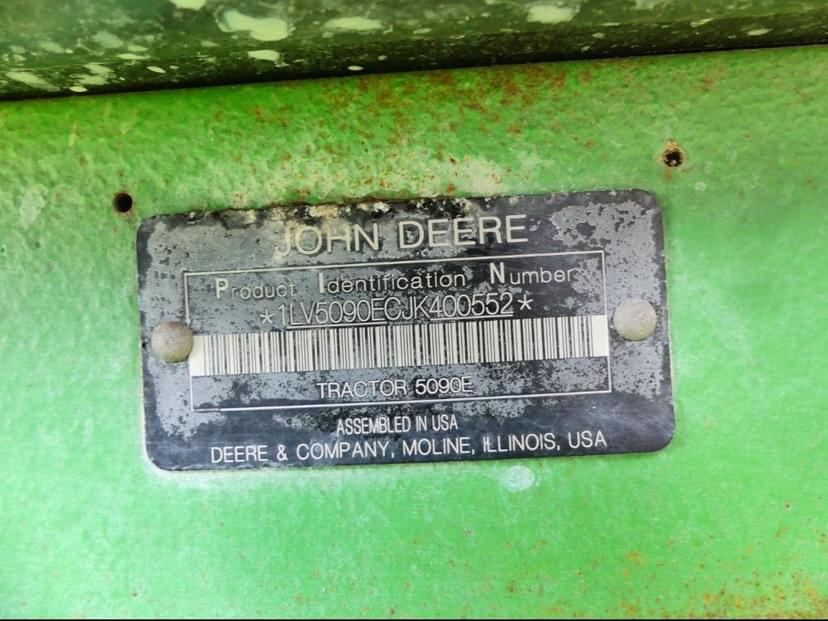 JOHN DEERE
Product Identification Number
*1LV5090ECJK400552*
TRACTOR 5090E
ASSEMBLED IN USA
DEERE & COMPANY, MOLINE, ILLINOIS, USA